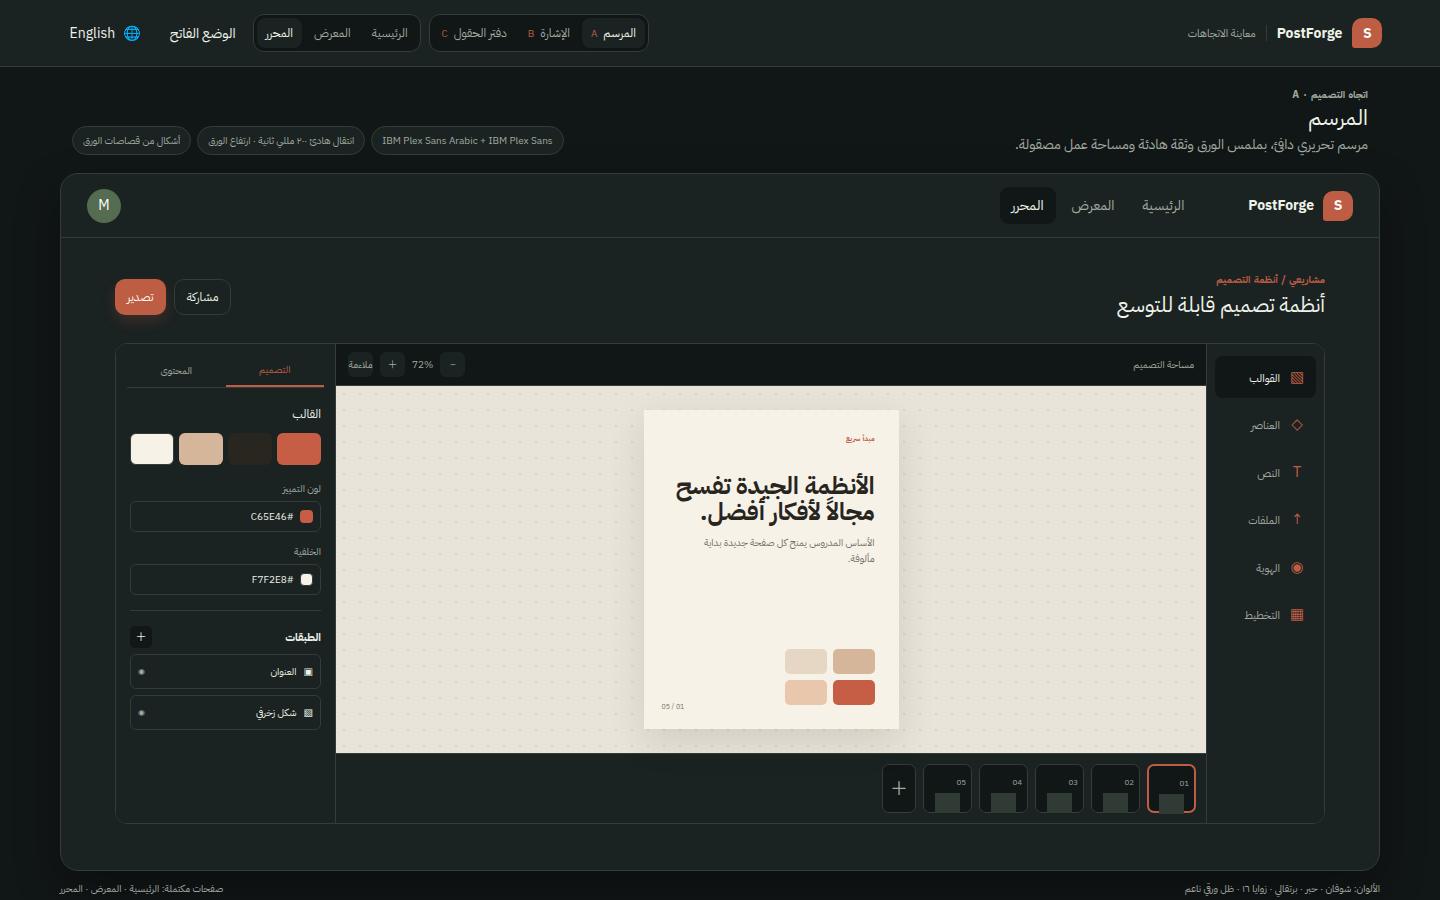 S PostForge معاينة الاتجاهات
المرسم A الإشارة B دفتر الحقول C
الرئيسية المعرض المحرر
الوضع الفاتح
🌐 English
اتجاه التصميم · A
المرسم
مرسم تحريري دافئ، بملمس الورق وثقة هادئة ومساحة عمل مصقولة.
IBM Plex Sans Arabic + IBM Plex Sans
انتقال هادئ ٢٠٠ مللي ثانية · ارتفاع الورق
أشكال من قصاصات الورق
S PostForge
الرئيسية المعرض المحرر
M
مشاريعي / أنظمة التصميم
أنظمة تصميم قابلة للتوسع
مشاركة
تصدير
القوالب
العناصر
T النص
الملفات
الهوية
التخطيط
مساحة التصميم
− 72% + ملاءمة
مبدأ سريع
الأنظمة الجيدة تفسح
مجالاً لأفكار أفضل.
الأساس المدروس يمنح كل صفحة جديدة بداية
مألوفة.
05 / 01
01 02 03 04 05 +
التصميم المحتوى
القالب
لون التمييز
C65E46#
الخلفية
F7F2E8#
الطبقات +
العنوان
شكل زخرفي
الألوان: شوفان · حبر · برتقالي · زوايا ١٦ · ظل ورقي ناعم
صفحات مكتملة: الرئيسية · المعرض · المحرر